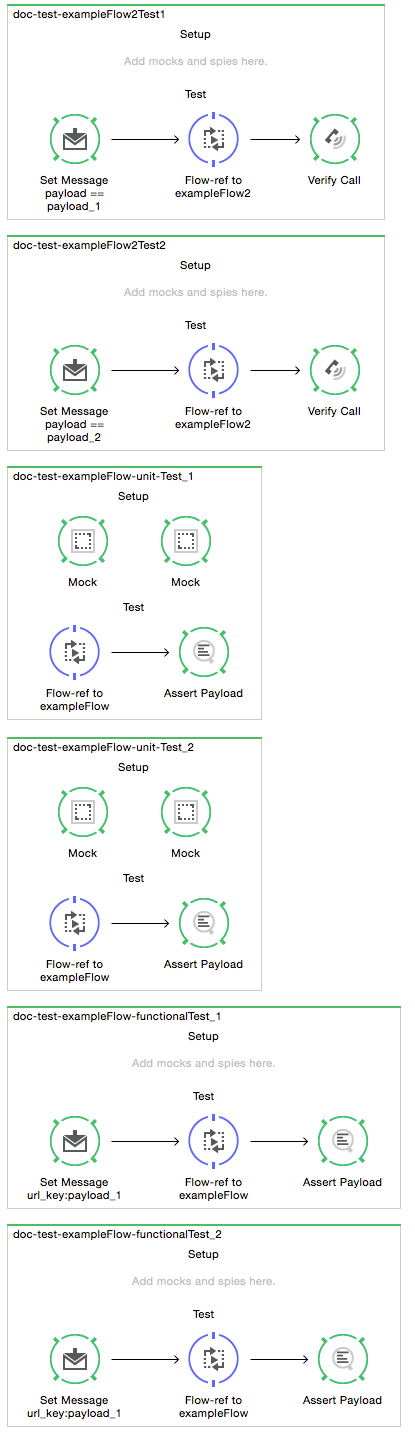 doc-test-exampleFlow2Test1
Setup
Add mocks and spies here.
Test
Set Message
payload ==
payload_1
Flow-ref to
exampleFlow2
Verify Call
doc-test-exampleFlow2Test2
Setup
Add mocks and spies here.
Test
Set Message
payload ==
payload_2
Flow-ref to
exampleFlow2
Verify Call
doc-test-exampleFlow-unit-Test_1
Setup
Mock
Mock
Test
Flow-ref to
exampleFlow
Assert Payload
doc-test-exampleFlow-unit-Test_2
Setup
Mock
Mock
Test
Flow-ref to
exampleFlow
Assert Payload
doc-test-exampleFlow-functionalTest_1
Setup
Add mocks and spies here.
Test
Set Message
url_key:payload_1
Flow-ref to
exampleFlow
Assert Payload
doc-test-exampleFlow-functionalTest_2
Setup
Add mocks and spies here.
Test
Set Message
url_key:payload_1
Flow-ref to
exampleFlow
Assert Payload